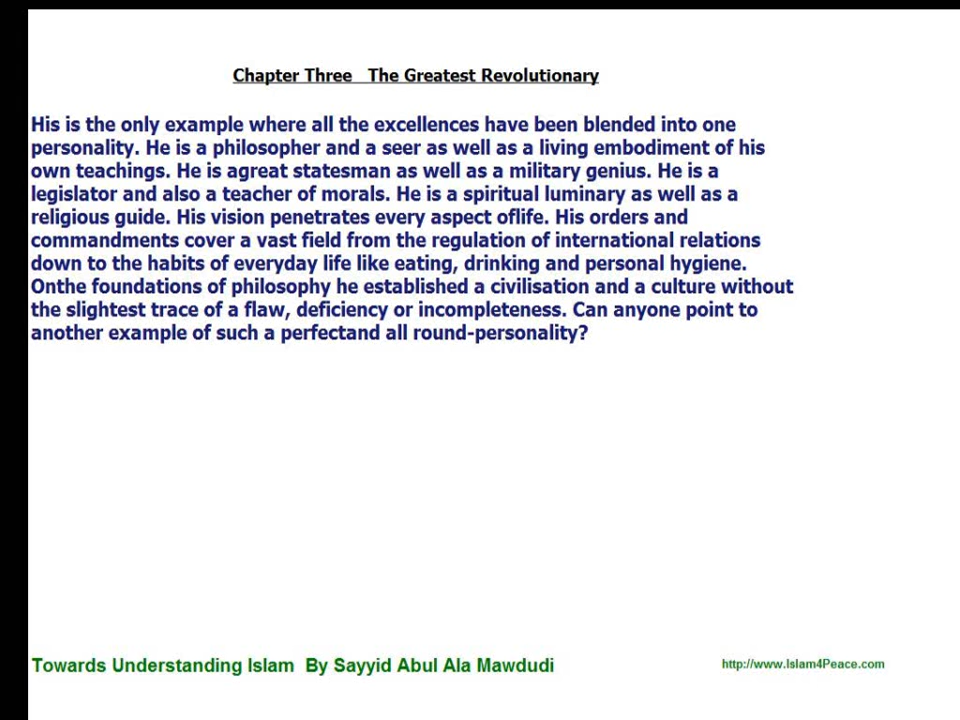 Chapter Three   The Greatest Revolutionary
His is the only example where all the excellences have been blended into one
personality. He is a philosopher and a seer as well as a living embodiment of his
own teachings. He is agreat statesman as well as a military genius. He is a
legislator and also a teacher of morals. He is a spiritual luminary as well as a
religious guide. His vision penetrates every aspect oflife. His orders and
commandments cover a vast field from the regulation of international relations
down to the habits of everyday life like eating, drinking and personal hygiene.
Onthe foundations of philosophy he established a civilisation and a culture without
the slightest trace of a flaw, deficiency or incompleteness. Can anyone point to
another example of such a perfectand all round-personality?
Towards Understanding Islam  By Sayyid Abul Ala Mawdudi
http://www.Islam4Peace.com